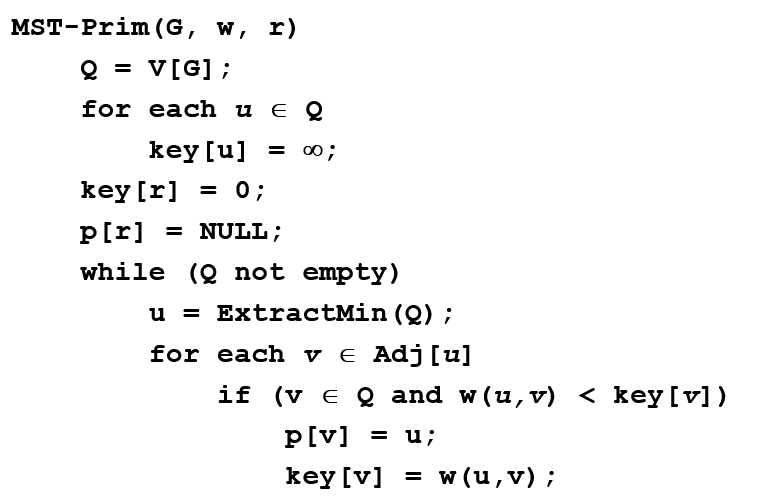 MST-Prim(G, w, r)
Q = V[G];
for each u ∈ Q
key[u] = ∞;
key[r] = 0;
p[r] = NULL;
while (Q not empty)
u = ExtractMin(Q);
for each v ∈ Adj[u]
if (v ∈ Q and w(u,v) < key[v])
p[v] = u;
key[v] = w(u,v);